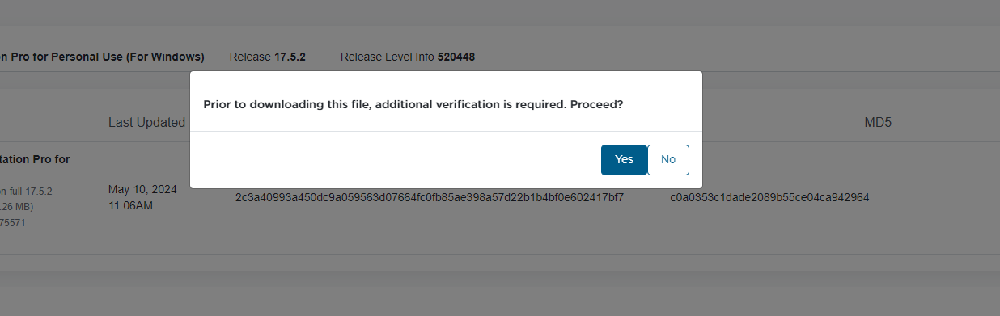 n Pro for Personal Use (For Windows) Release 17.5.2 Release Level Info 520448
Prior to downloading this file, additional verification is required. Proceed?
Yes No
Last Updated MD5
tation Pro for
n-full-17.5.2-
.26 MB)
75571
May 10, 2024
11.06AM
2c3a40993a450dc9a059563d07664fc0fb85ae398a57d22b1b4bf0e602417bf7 c0a0353c1dade2089b55ce04ca942964